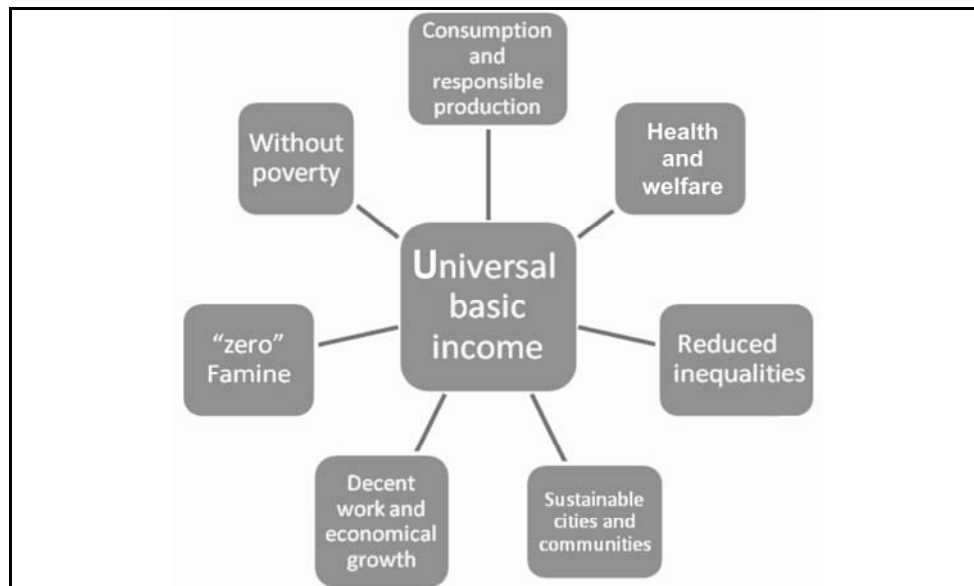 Consumption
and
responsible
production
Without
poverty
Health
and
welfare
Universal
basic
income
“zero”
Famine
Reduced
inequalities
Decent
work and
economical
growth
Sustainable
cities and
communities